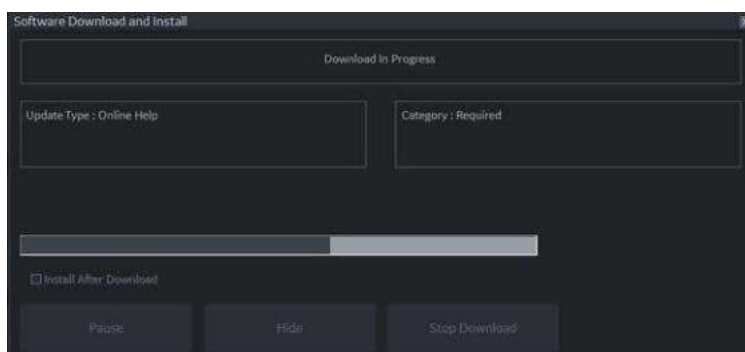 Software Download and Install
Download In Progress
Update Type : Online Help
Category : Required
Install After Download
Pause
Hide
Stop Download